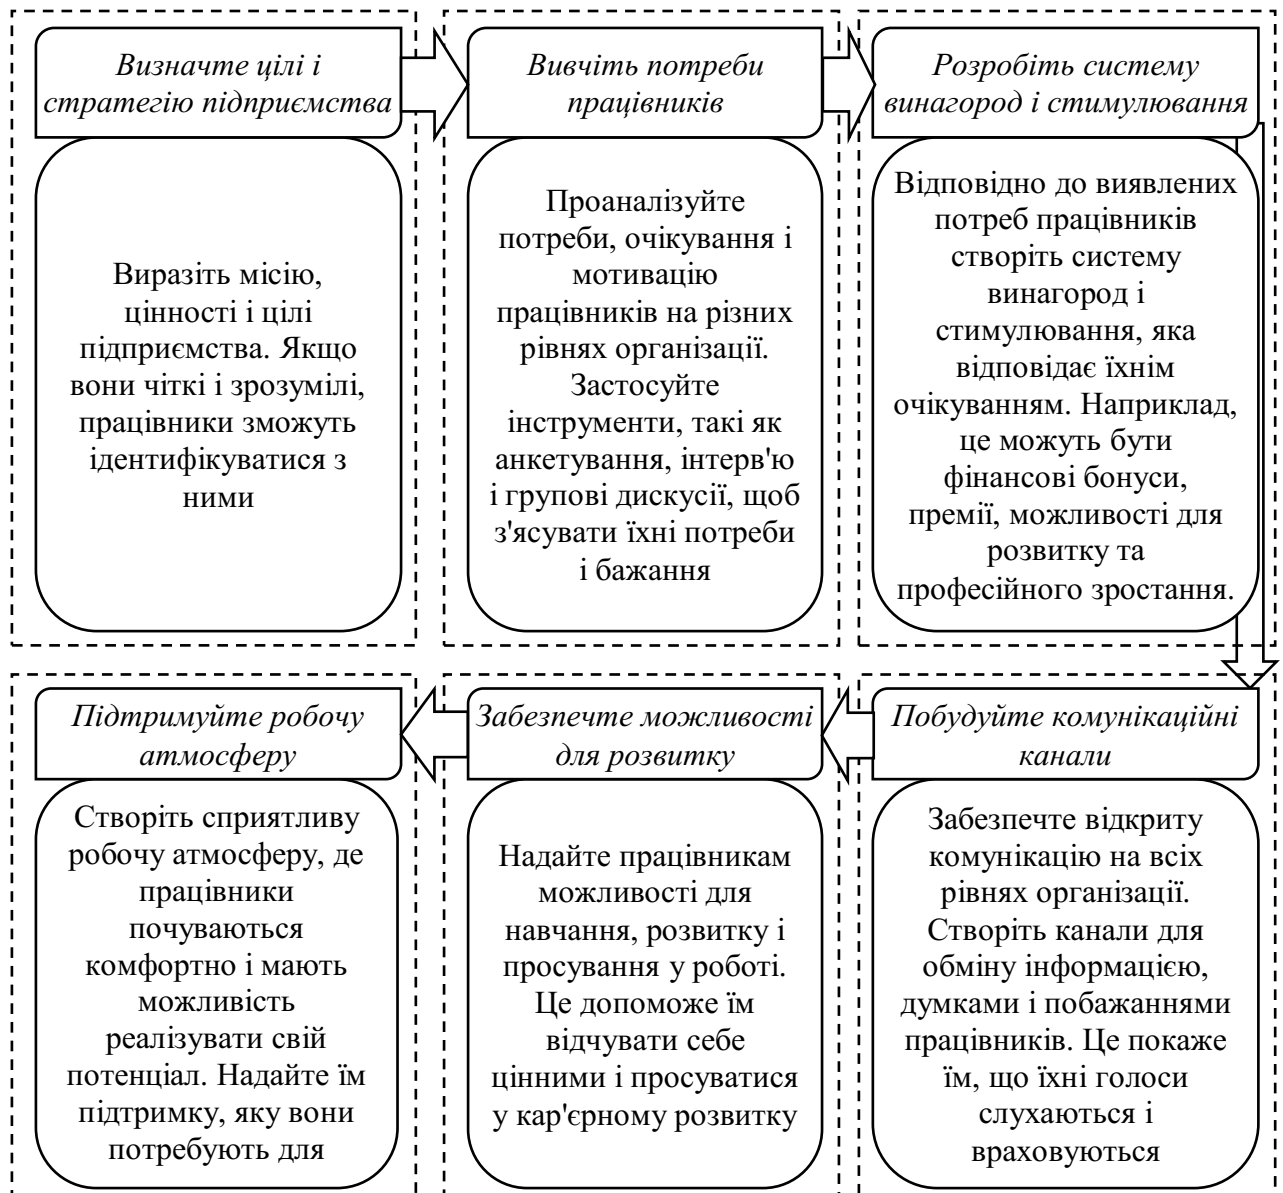 Визначте цілі і
стратегію підприємства
Виразіть місію,
цінності і цілі
підприємства. Якщо
вони чіткі і зрозумілі,
працівники зможуть
ідентифікуватися з
ними
Вивчіть потреби
працівників
Проаналізуйте
потреби, очікування і
мотивацію
працівників на різних
рівнях організації.
Застосуйте
інструменти, такі як
анкетування, інтерв'ю
і групові дискусії, щоб
з'ясувати їхні потреби
і бажання
Розробіть систему
винагород і стимулювання
Відповідно до виявлених
потреб працівників
створіть систему
винагород і
стимулювання, яка
відповідає їхнім
очікуванням. Наприклад,
це можуть бути
фінансові бонуси,
премії, можливості для
розвитку та
професійного зростання.
Побудуйте комунікаційні
канали
Забезпечте відкриту
комунікацію на всіх
рівнях організації.
Створіть канали для
обміну інформацією,
думками і побажаннями
працівників. Це покаже
їм, що їхні голоси
слухаються і
враховуються
Забезпечте можливості
для розвитку
Надайте працівникам
можливості для
навчання, розвитку і
просування у роботі.
Це допоможе їм
відчувати себе
цінними і просуватися
у кар'єрному розвитку
Підтримуйте робочу
атмосферу
Створіть сприятливу
робочу атмосферу, де
працівники
почуваються
комфортно і мають
можливість
реалізувати свій
потенціал. Надайте їм
підтримку, яку вони
потребують для